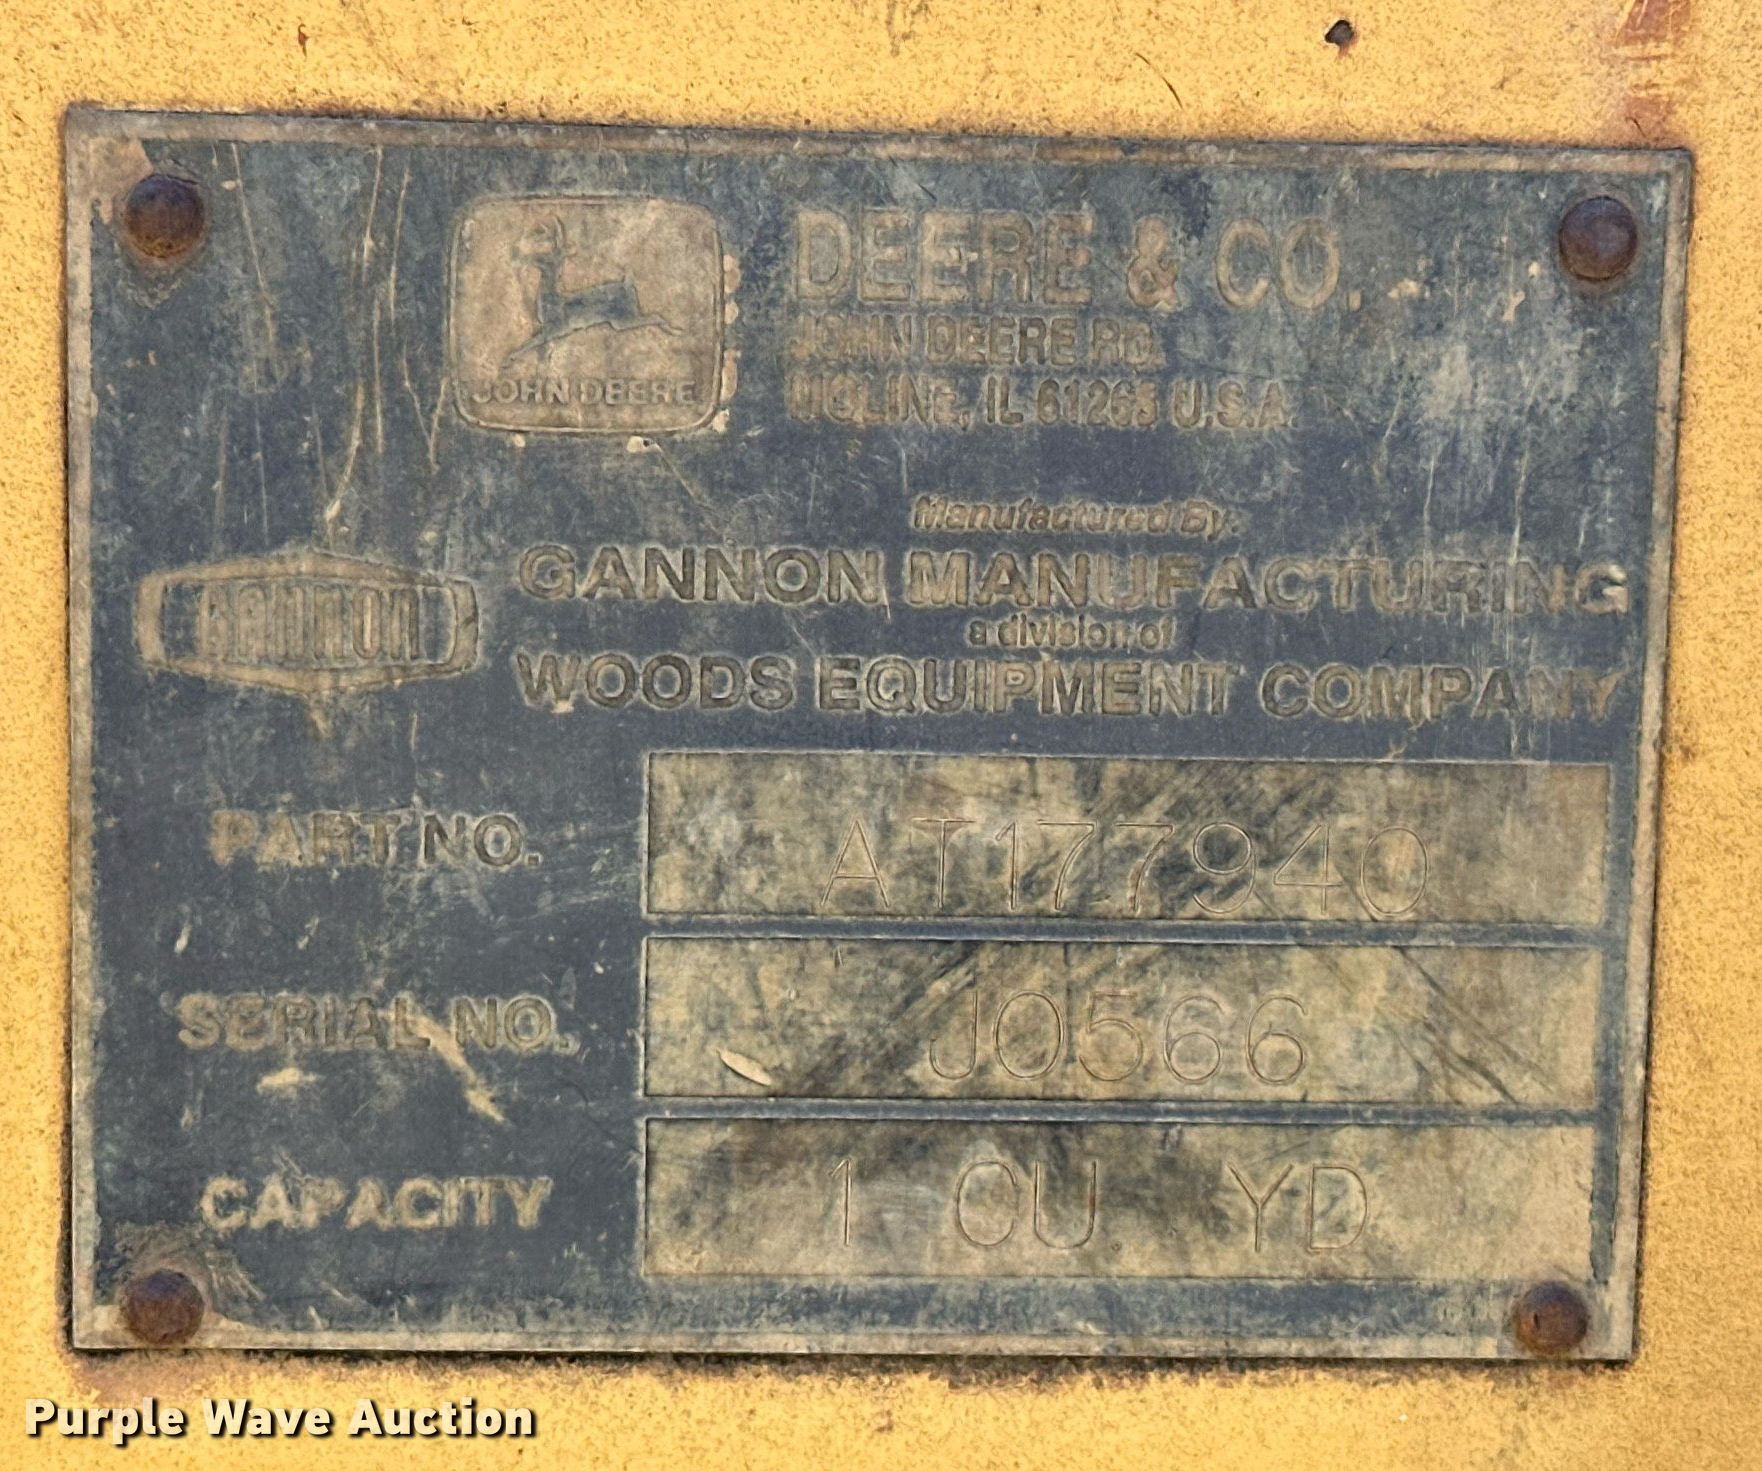 JOHN DEERE
DEERE & CO.
JOHN DEERE RD.
MOLINE, IL 61265 U.S.A.
Manufactured By:
GANNON
GANNON MANUFACTURING
a division of
WOODS EQUIPMENT COMPANY
PART NO. AT177940
SERIAL NO. J0566
CAPACITY 1 CU YD
Purple Wave Auction